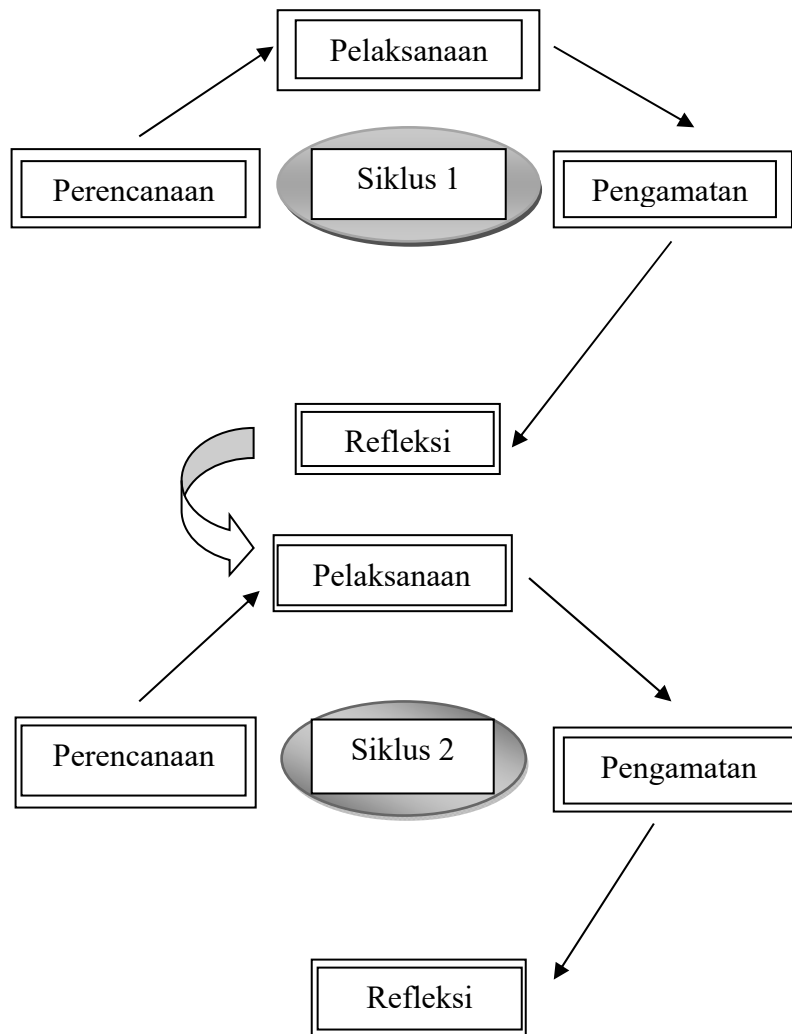 Pelaksanaan
Perencanaan
Siklus 1
Pengamatan
Refleksi
Pelaksanaan
Perencanaan
Siklus 2
Pengamatan
Refleksi